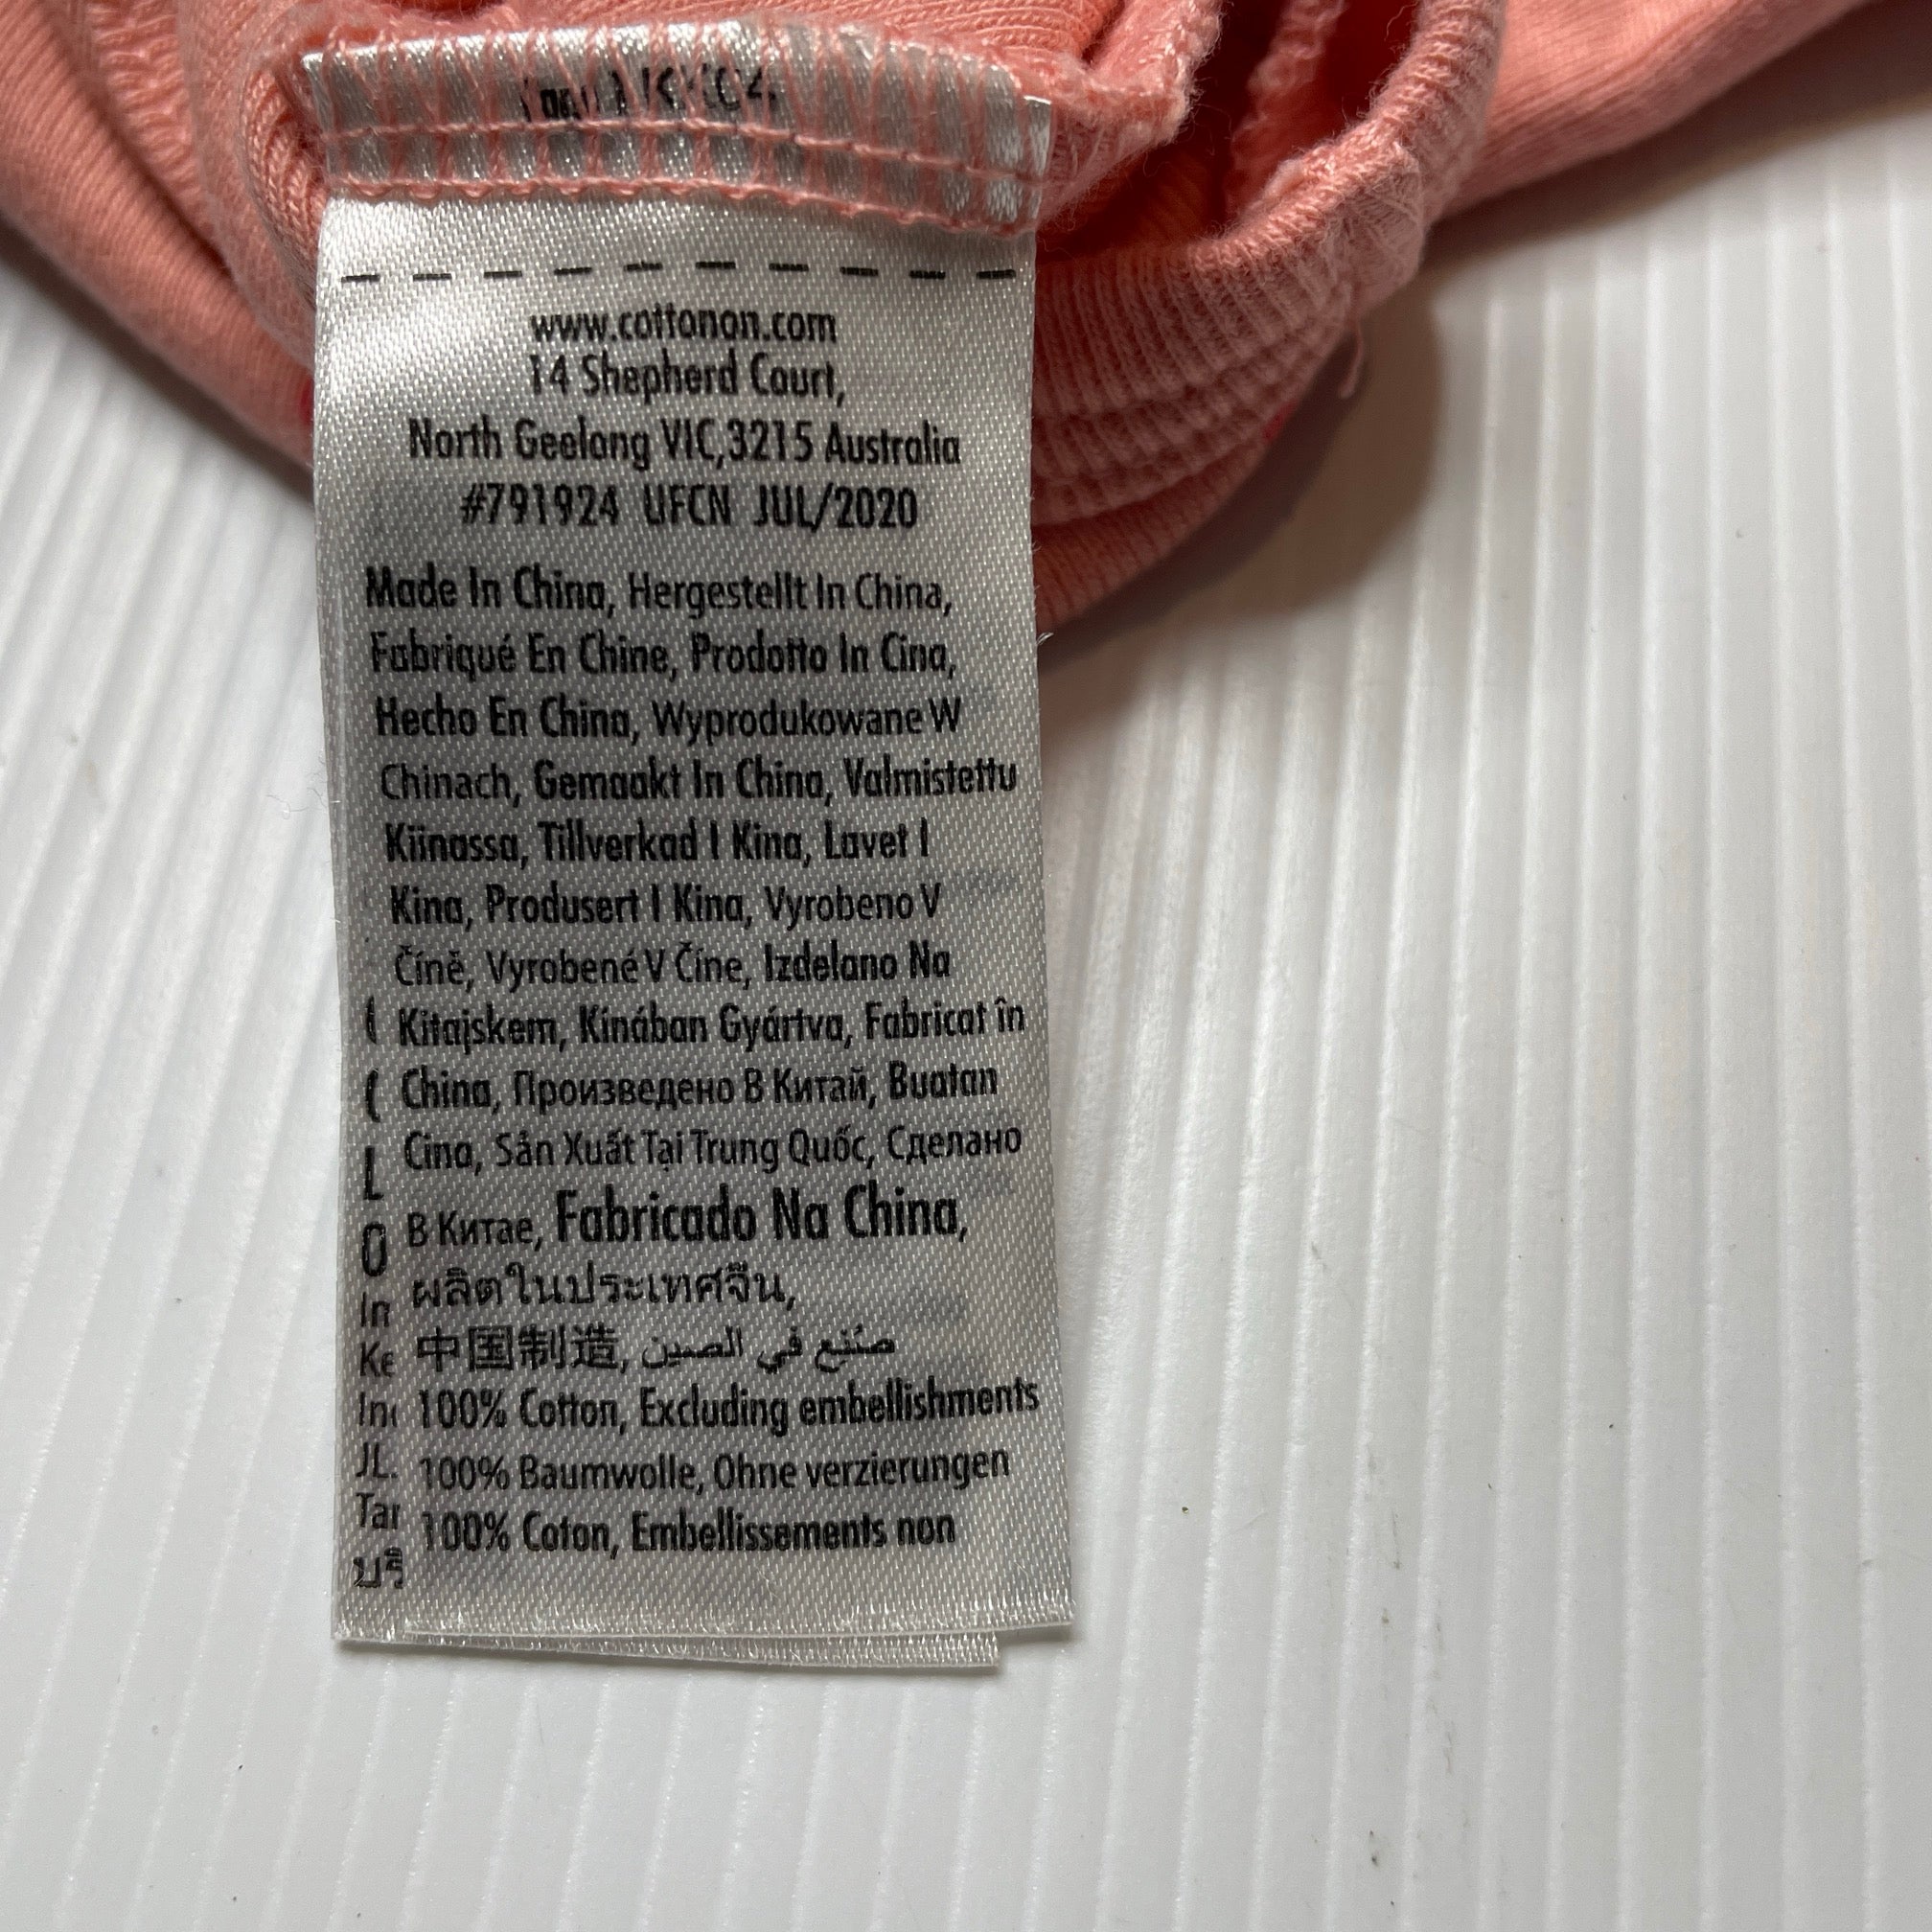 www.cottonon.com
14 Shepherd Court,
North Geelong VIC,3215 Australia
#791924 UFCN JUL/2020
Made In China, Hergestellt In China,
Fabriqué En Chine, Prodotto In Cina,
Hecho En China, Wyprodukowane W
Chinach, Gemaakt In China, Valmistettu
Kiinassa, Tillverkad I Kina, Lavet I
Kina, Produsert I Kina, Vyrobeno V
Číně, Vyrobené V Číne, Izdelano Na
Kitajskem, Kínában Gyártva, Fabricat în
China, Произведено В Китай, Buatan
Cina, Sản Xuất Tại Trung Quốc, Сделано
В Китае, Fabricado Na China,
ผลิตในประเทศจีน,
中国制造, صُنع في الصين
100% Cotton, Excluding embellishments
100% Baumwolle, Ohne verzierungen
100% Coton, Embellissements non